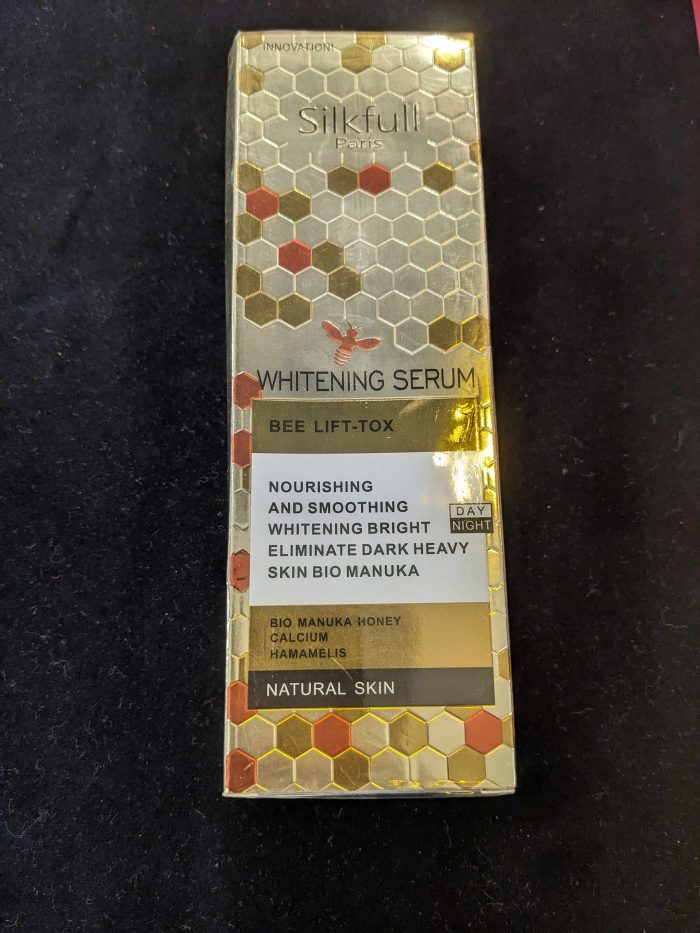 INNOVATION!
Silkfull
Paris
WHITENING SERUM
BEE LIFT-TOX
NOURISHING
AND SMOOTHING
WHITENING BRIGHT
ELIMINATE DARK HEAVY
SKIN BIO MANUKA
DAY
NIGHT
BIO MANUKA HONEY
CALCIUM
HAMAMELIS
NATURAL SKIN